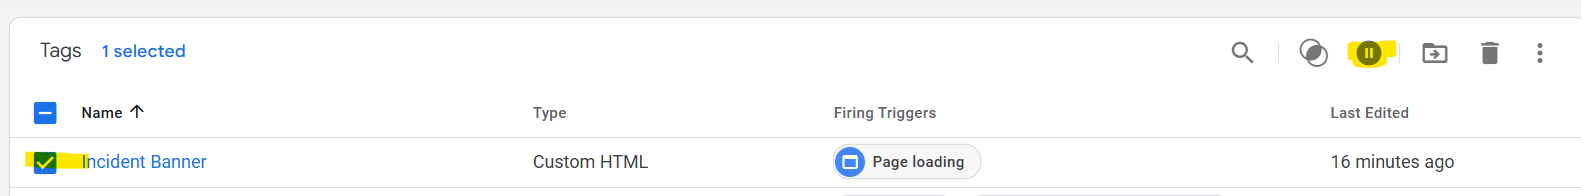 Tags 1 selected
Name Type Firing Triggers Last Edited
Incident Banner Custom HTML Page loading 16 minutes ago